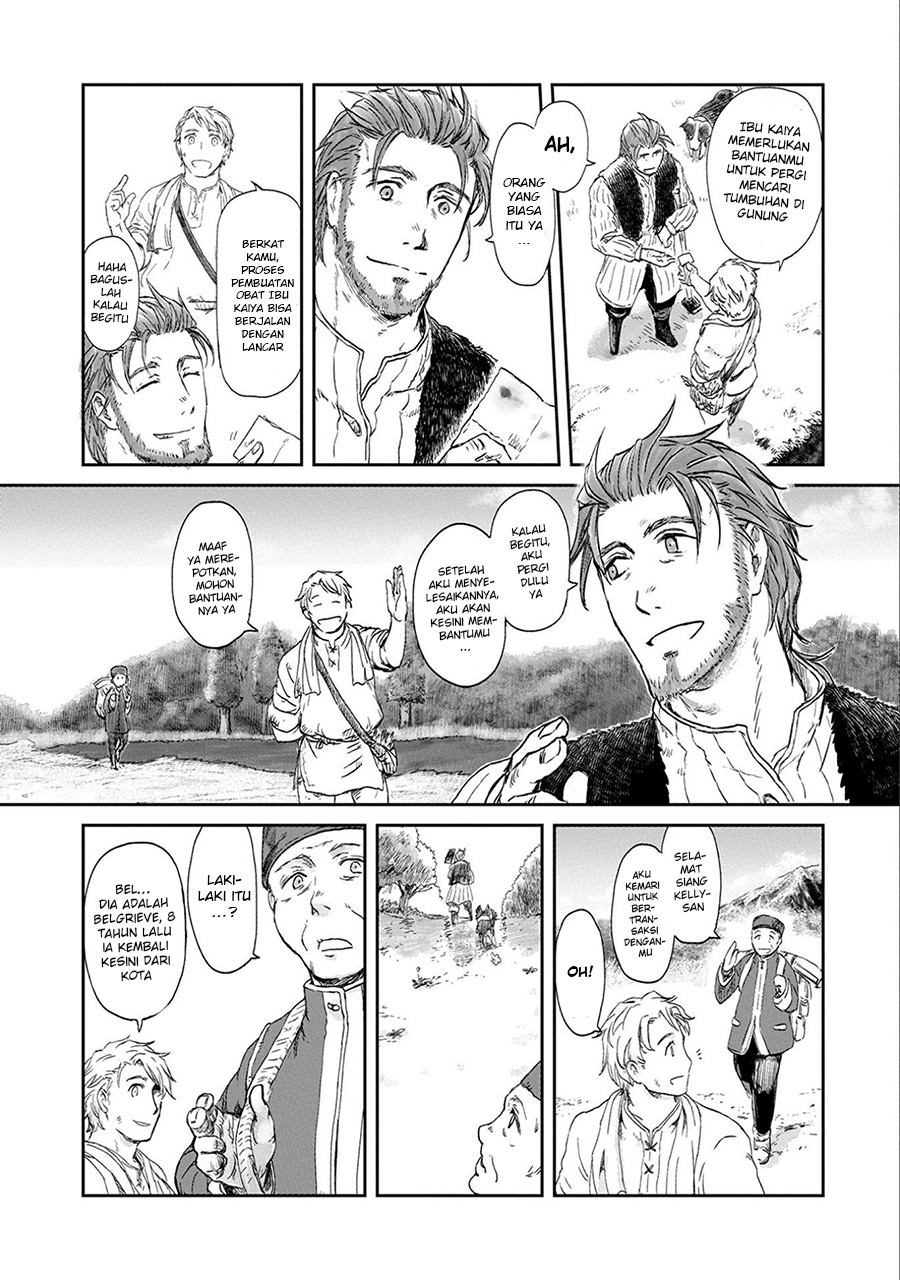 IBU KAIYA
MEMERLUKAN
BANTUANMU
UNTUK PERGI
MENCARI
TUMBUHAN DI
GUNUNG
AH,
ORANG
YANG
BIASA
ITU YA
...
BERKAT
KAMU,
PROSES
PEMBUATAN
OBAT IBU
KAIYA BISA
BERJALAN
DENGAN
LANCAR
HAHA
BAGUS-
LAH
KALAU
BEGITU
KALAU
BEGITU,
AKU
PERGI
DULU
YA
SETELAH
AKU MENYE-
LESAIKANNYA,
AKU AKAN
KESINI MEM-
BANTUMU
...
MAAF
YA MERE-
POTKAN,
MOHON
BANTUAN-
NYA YA
SELA-
MAT
SIANG
KELLY-
SAN
AKU
KEMARI
UNTUK
BER-
TRAN-
SAKSI
DENGAN-
MU
OH!
LAKI-
LAKI ITU
...?
BEL...
DIA ADALAH
BELGRIEVE, 8
TAHUN LALU
IA KEMBALI
KESINI DARI
KOTA